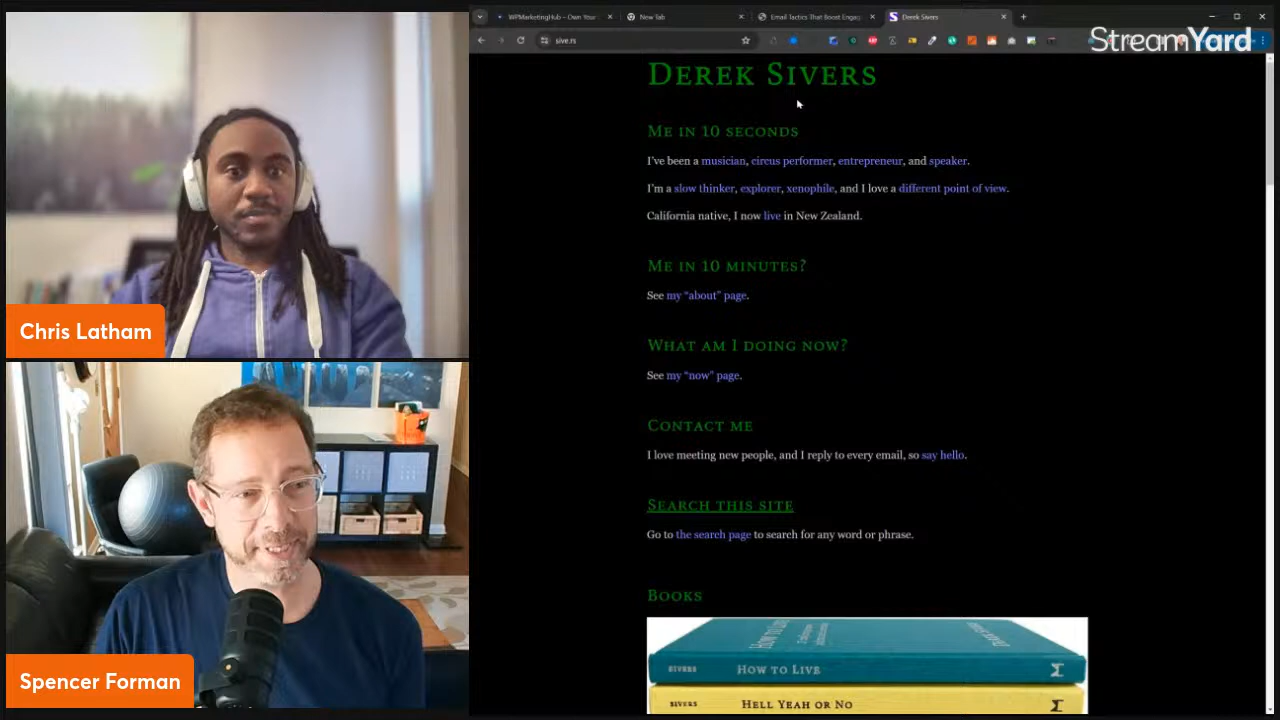 WPMarketingHub – Own Your
New Tab
Email Tactics That Boost Engag
Derek Sivers
sive.rs
StreamYard
Derek Sivers
Me in 10 seconds
I've been a musician, circus performer, entrepreneur, and speaker.
I'm a slow thinker, explorer, xenophile, and I love a different point of view.
California native, I now live in New Zealand.
Me in 10 minutes?
See my “about” page.
What am I doing now?
See my “now” page.
Contact me
I love meeting new people, and I reply to every email, so say hello.
Search this site
Go to the search page to search for any word or phrase.
Books
How to Live
SIVERS How to Live
SIVERS Hell Yeah or No
Chris Latham
Spencer Forman